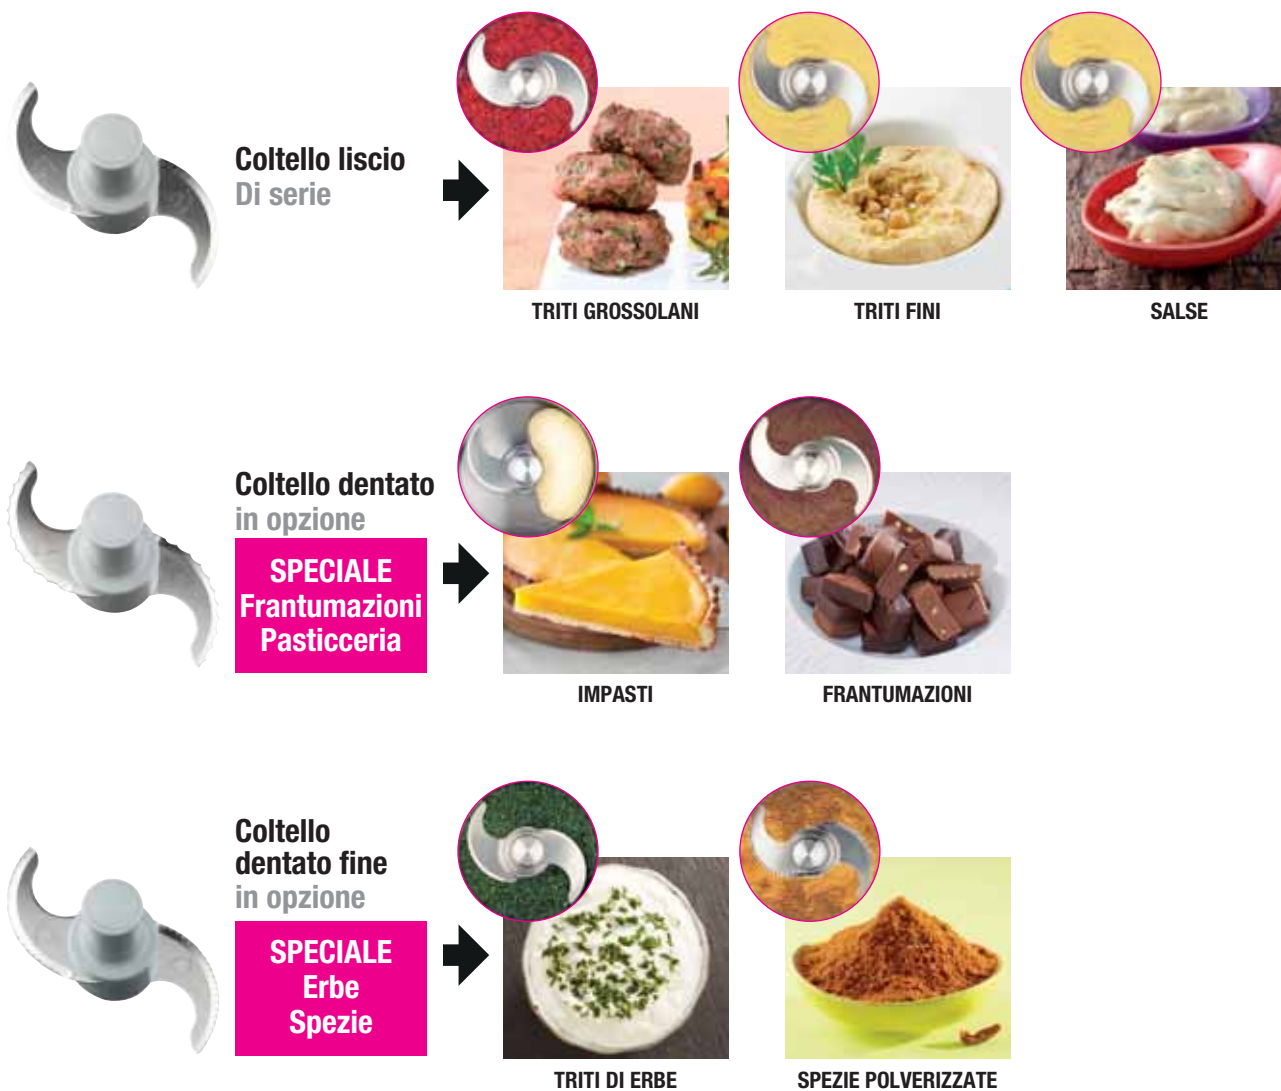 Coltello liscio
Di serie
TRITI GROSSOLANI
TRITI FINI
SALSE
Coltello dentato
in opzione
SPECIALE
Frantumazioni
Pasticceria
IMPASTI
FRANTUMAZIONI
Coltello
dentato fine
in opzione
SPECIALE
Erbe
Spezie
TRITI DI ERBE
SPEZIE POLVERIZZATE